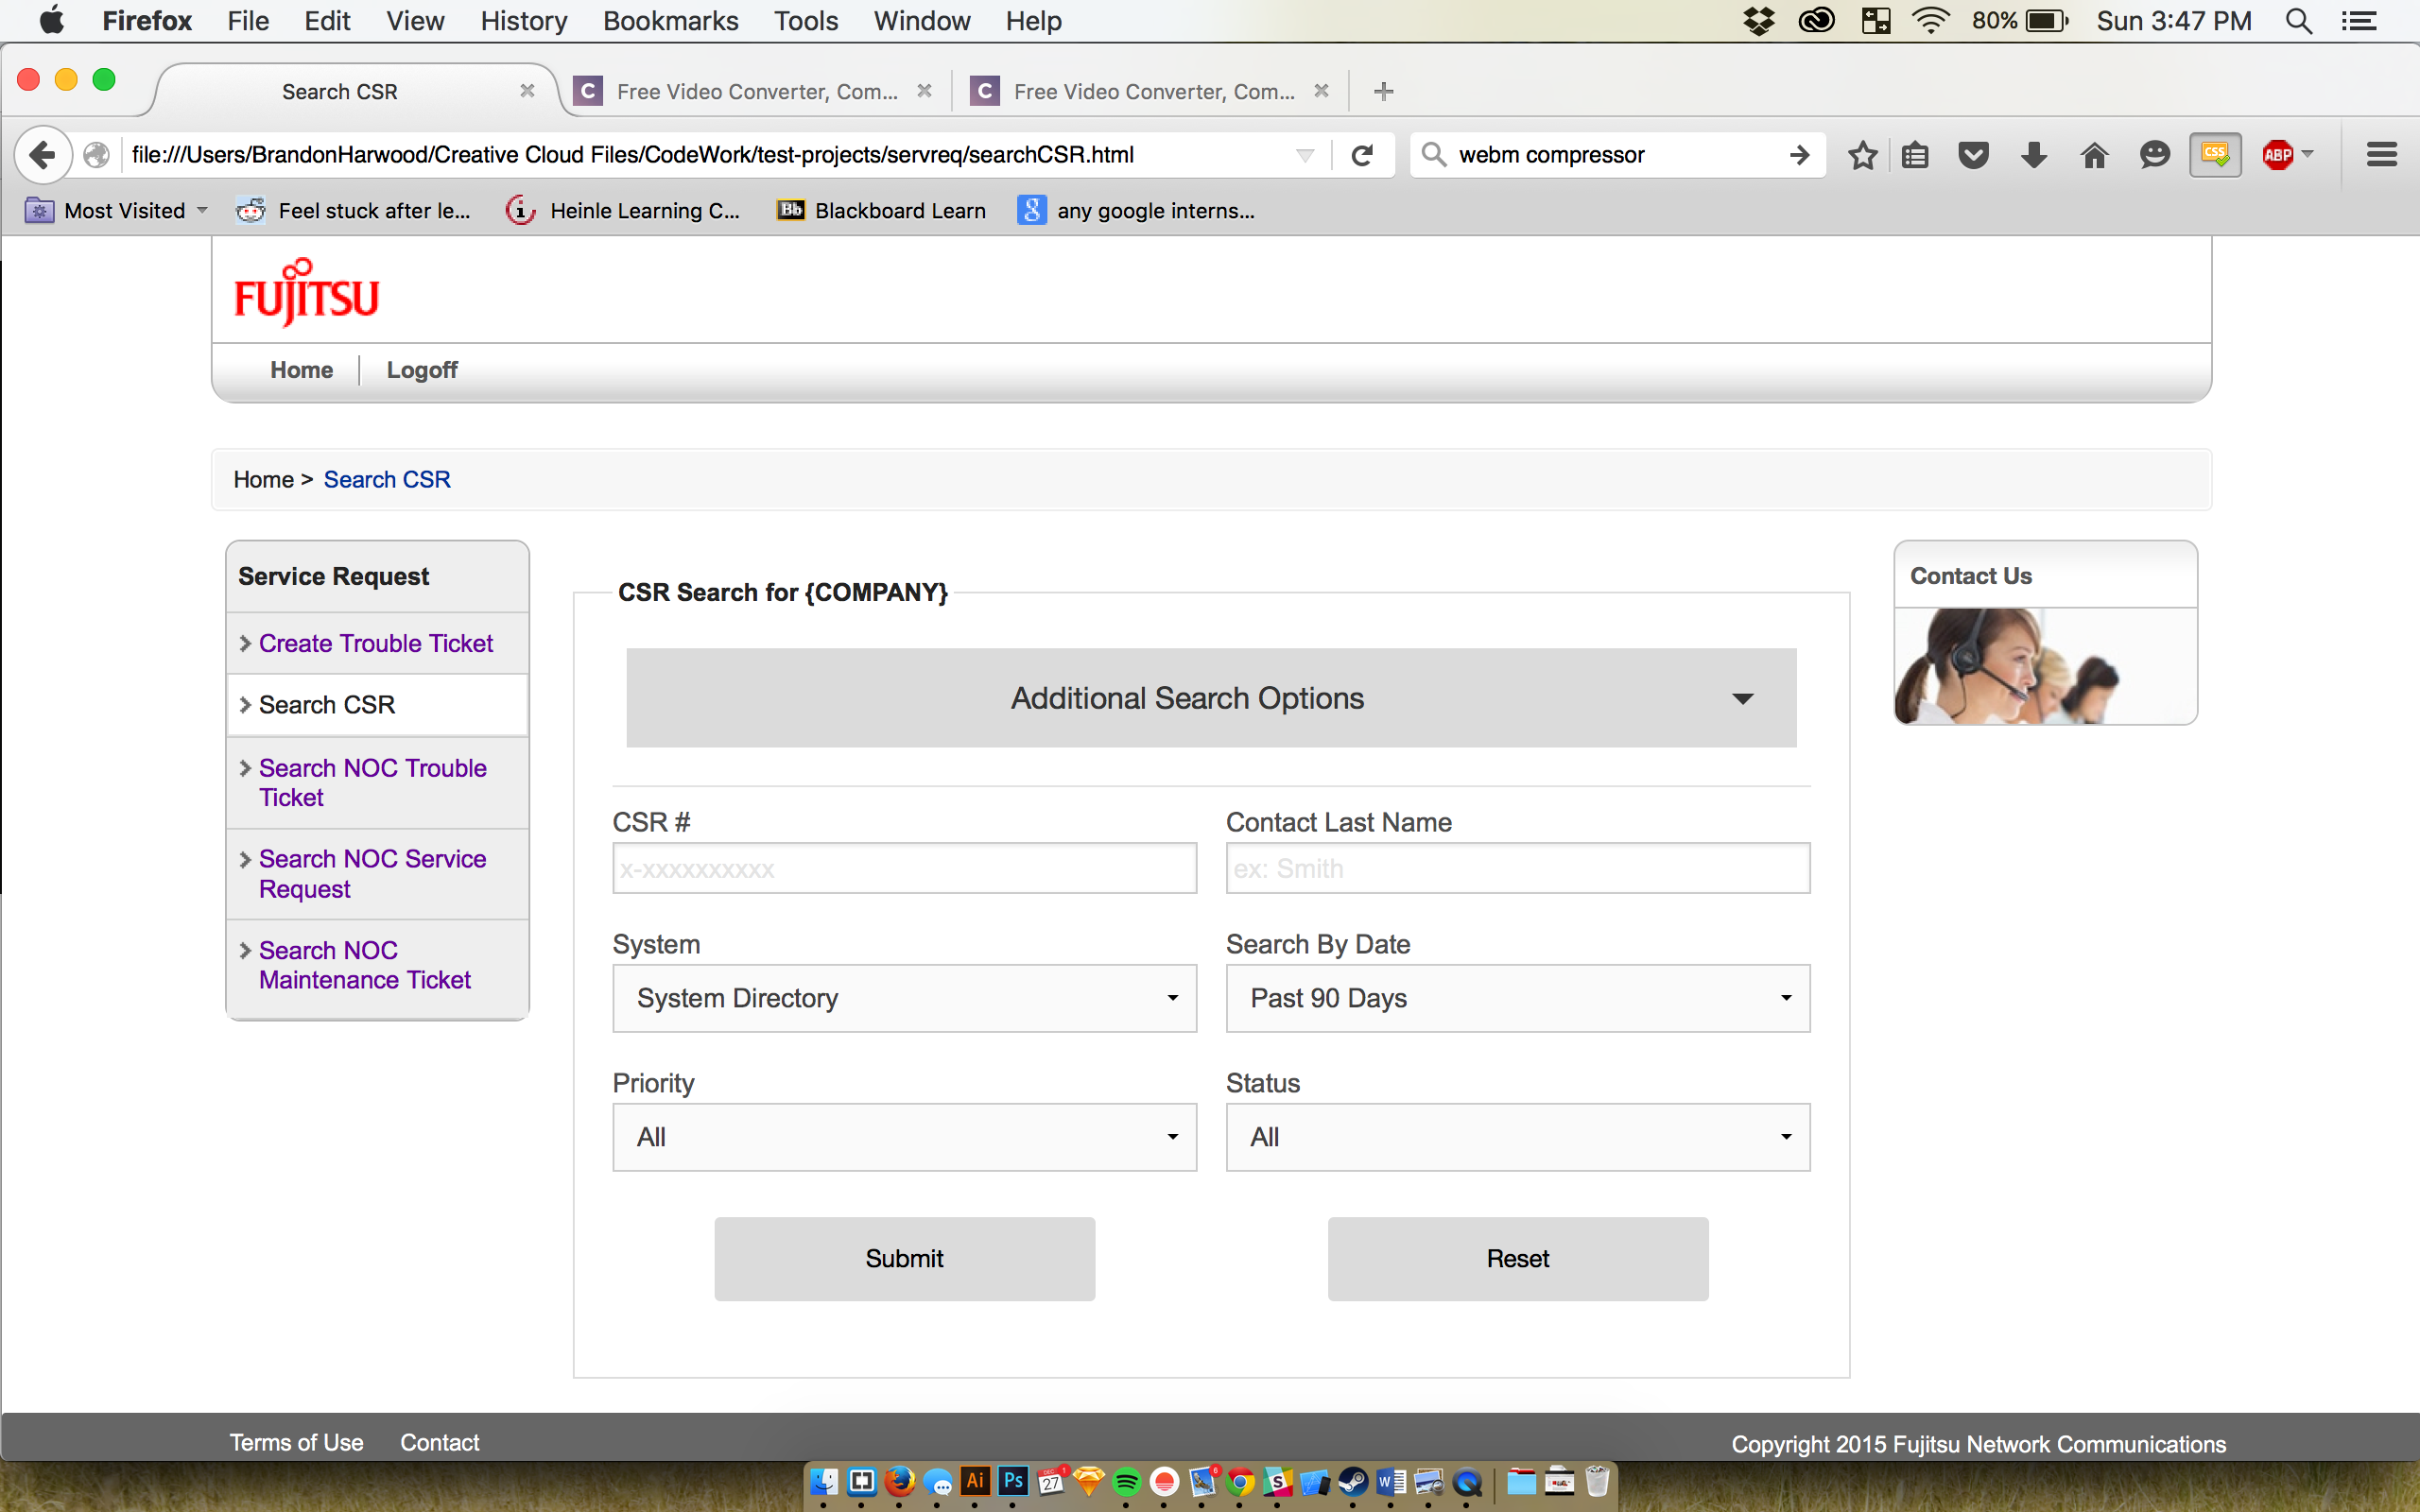 Firefox File Edit View History Bookmarks Tools Window Help 80% Sun 3:47 PM
Search CSR Free Video Converter, Com... Free Video Converter, Com...
file:///Users/BrandonHarwood/Creative Cloud Files/CodeWork/test-projects/servreq/searchCSR.html webm compressor CSS ABP
Most Visited Feel stuck after le... Heinle Learning C... Bb Blackboard Learn any google interns...
FUJITSU
Home Logoff
Home > Search CSR
Service Request
Create Trouble Ticket
Search CSR
Search NOC Trouble
Ticket
Search NOC Service
Request
Search NOC
Maintenance Ticket
CSR Search for {COMPANY}
Additional Search Options
CSR # Contact Last Name
x-xxxxxxxxxx ex: Smith
System Search By Date
System Directory Past 90 Days
Priority Status
All All
Submit Reset
Contact Us
Terms of Use Contact Copyright 2015 Fujitsu Network Communications
Ai Ps 27